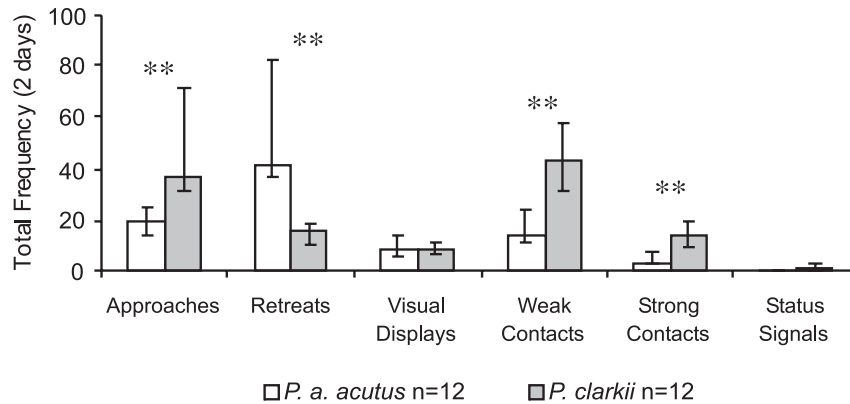 Total Frequency (2 days)
100
80
60
40
20
0
**
**
**
**
Approaches
Retreats
Visual
Displays
Weak
Contacts
Strong
Contacts
Status
Signals
P. a. acutus n=12
P. clarkii n=12